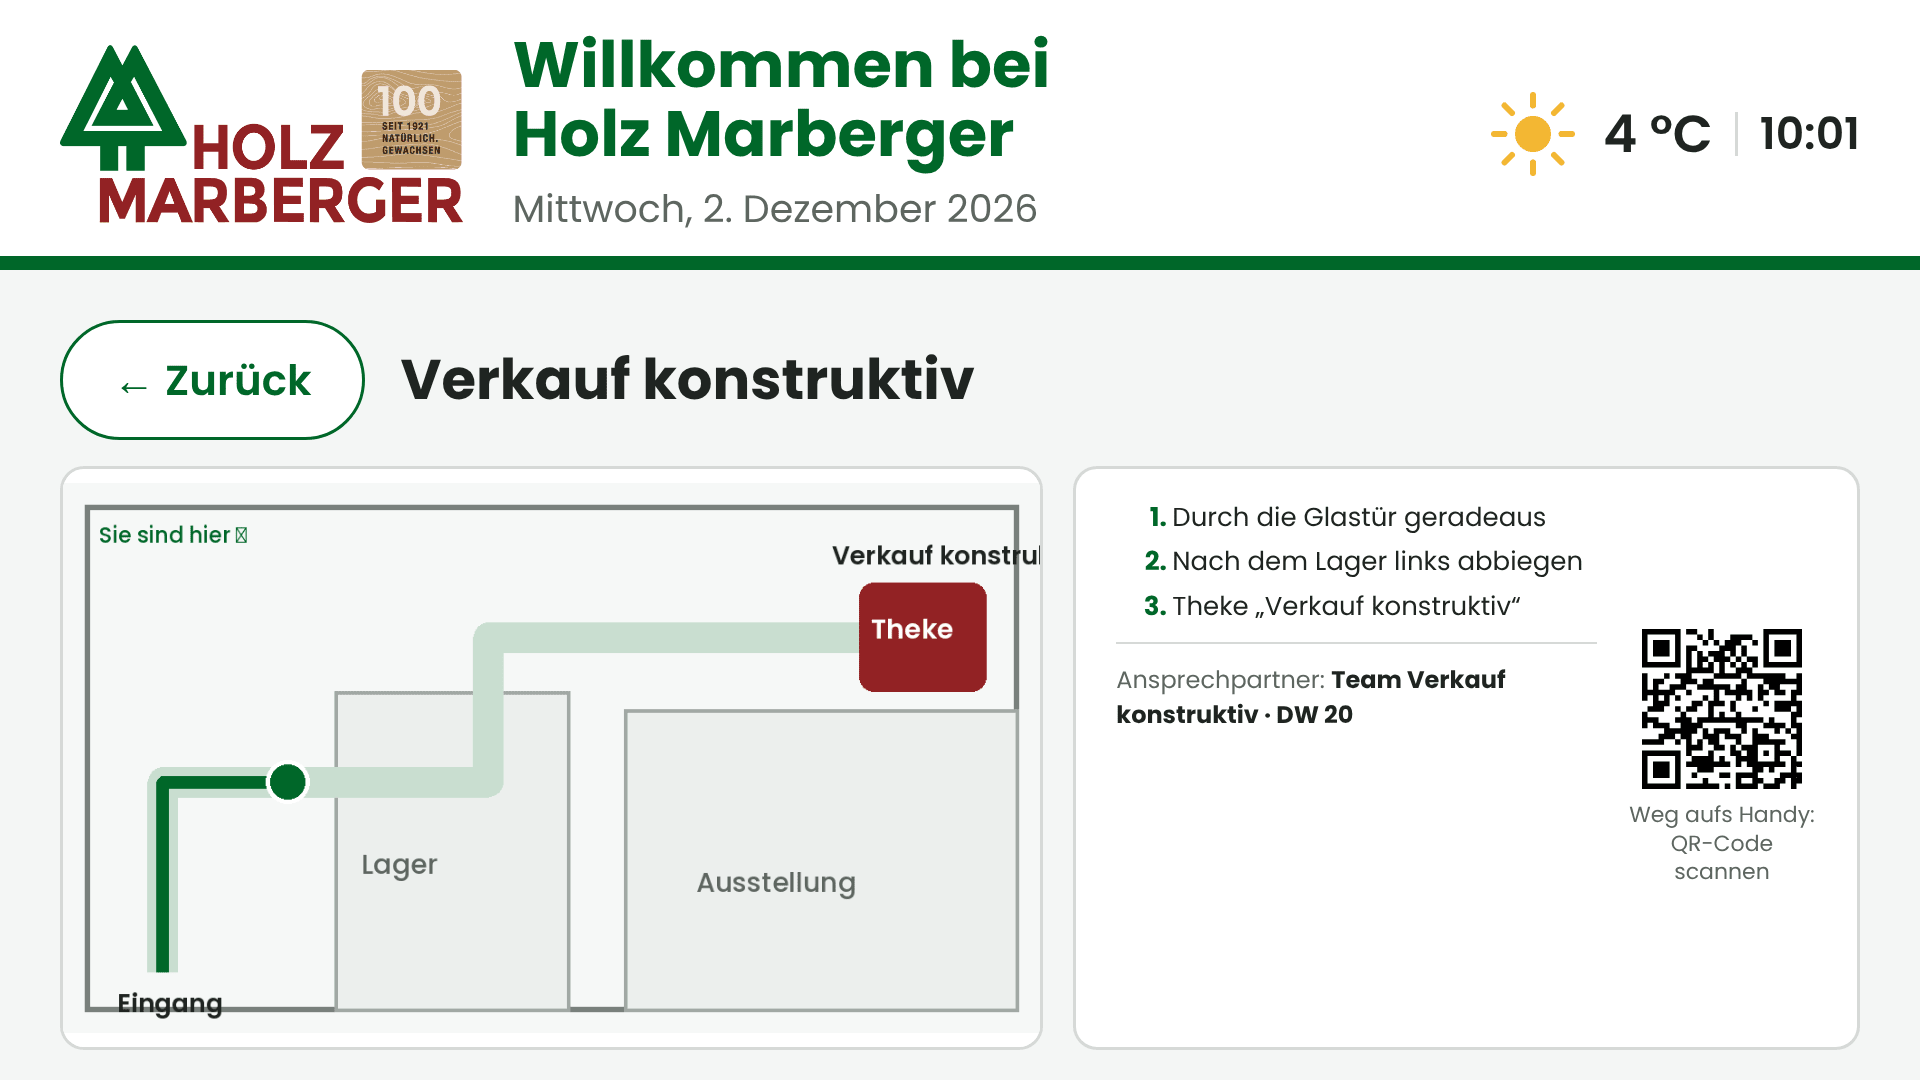 HOLZ
MARBERGER
100
SEIT 1921
NATÜRLICH.
GEWACHSEN
Willkommen bei
Holz Marberger
Mittwoch, 2. Dezember 2026
4 °C
10:01
← Zurück
Verkauf konstruktiv
Sie sind hier
Verkauf konstru
Theke
Lager
Ausstellung
Eingang
1. Durch die Glastür geradeaus
2. Nach dem Lager links abbiegen
3. Theke „Verkauf konstruktiv“
Ansprechpartner: Team Verkauf
konstruktiv · DW 20
Weg aufs Handy:
QR-Code
scannen